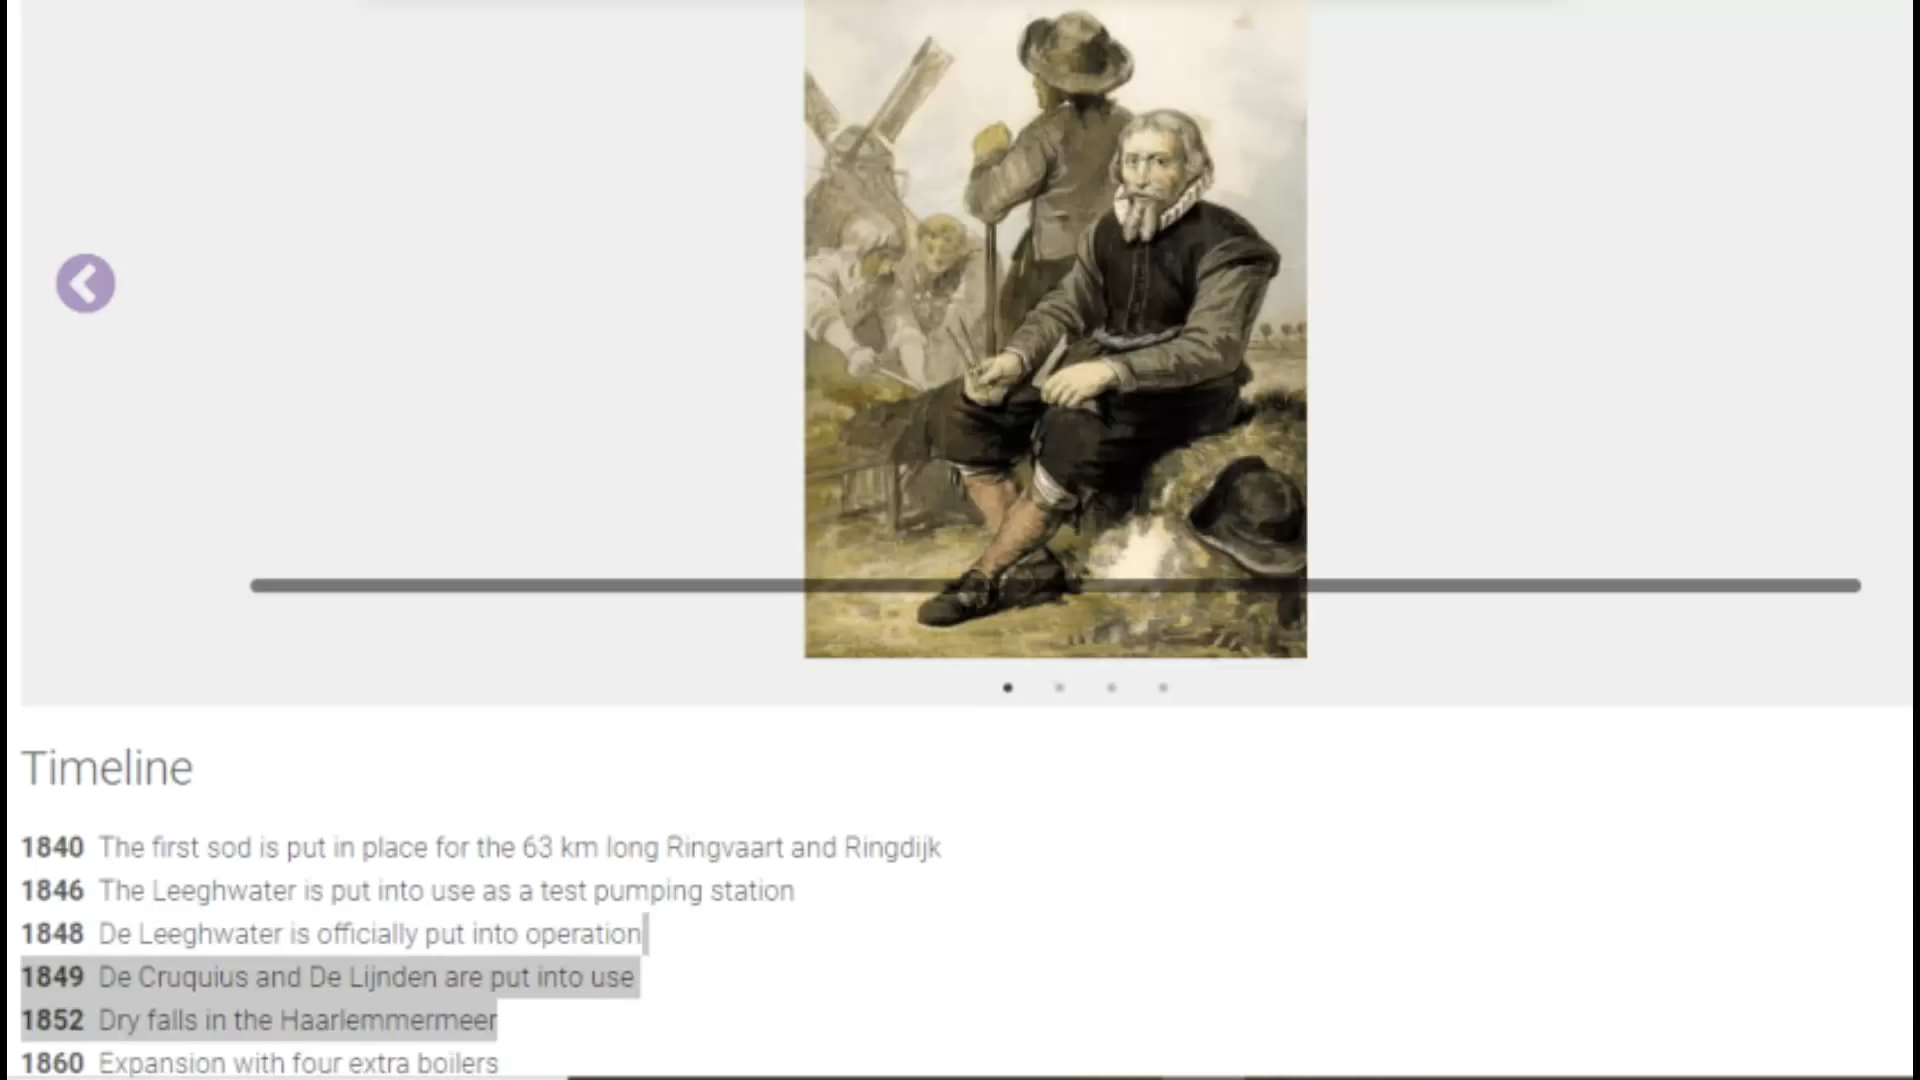 Timeline
1840 The first sod is put in place for the 63 km long Ringvaart and Ringdijk
1846 The Leeghwater is put into use as a test pumping station
1848 De Leeghwater is officially put into operation
1849 De Cruquius and De Lijnden are put into use
1852 Dry falls in the Haarlemmermeer
1860 Expansion with four extra boilers